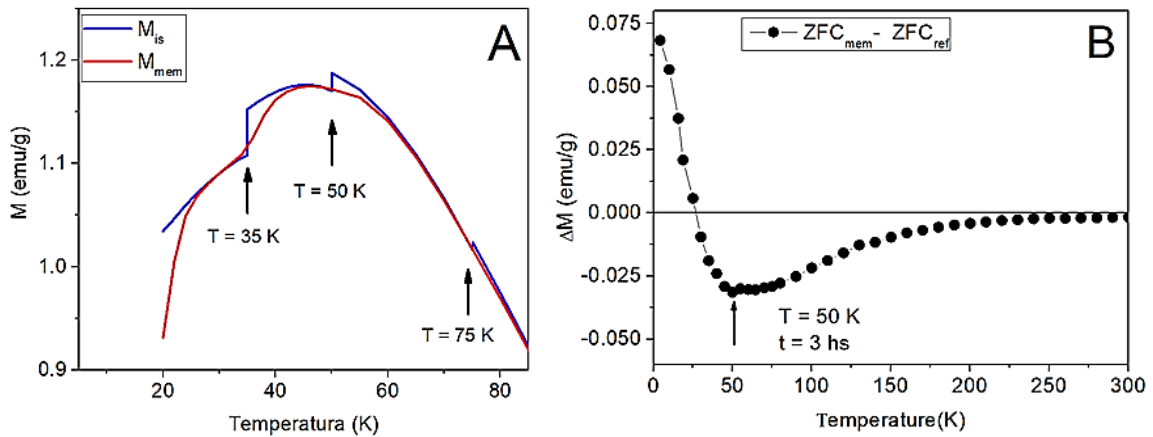 M_is
M_mem
A
1.2
1.1
1.0
0.9
M (emu/g)
T = 35 K
T = 50 K
T = 75 K
20
40
60
80
Temperatura (K)
ZFC_mem- ZFC_ref
B
0.075
0.050
0.025
0.000
-0.025
-0.050
ΔM (emu/g)
T = 50 K
t = 3 hs
0
50
100
150
200
250
300
Temperature(K)